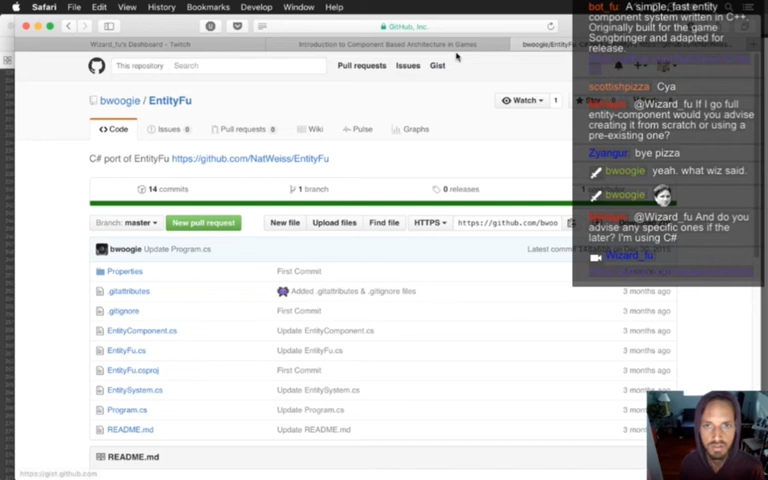 Safari File Edit View History Bookmarks Develop Window Help
GitHub, Inc.
Wizard_fu's Dashboard - Twitch
Introduction to Component Based Architecture in Games
bwoogie/EntityFu:
This repository Search Pull requests Issues Gist
bwoogie / EntityFu
Watch 1
Code Issues 0 Pull requests 0 Wiki Pulse Graphs
C# port of EntityFu https://github.com/NatWeiss/EntityFu
14 commits 1 branch 0 releases
Branch: master New pull request New file Upload files Find file HTTPS https://github.com/bwoo
bwoogie Update Program.cs Latest commit
Properties First Commit
.gitattributes Added .gitattributes & .gitignore files 3 months ago
.gitignore First Commit 3 months ago
EntityComponent.cs Update EntityComponent.cs 3 months ago
EntityFu.cs Update EntityFu.cs 3 months ago
EntityFu.csproj First Commit 3 months ago
EntitySystem.cs Update EntitySystem.cs 3 months ago
Program.cs Update Program.cs
README.md Update README.md
README.md
https://gist.github.com
bot_fu: A simple, fast entity
component system written in C++.
Originally built for the game
Songbringer and adapted for
release.
scottishpizza: Cya
@Wizard_fu If I go full
entity-component would you advise
creating it from scratch or using a
pre-existing one?
Zyangur: bye pizza
bwoogie: yeah. what wiz said.
bwoogie:
@Wizard_fu And do you
advise any specific ones if the
later? I'm using C#
Wizard_fu: